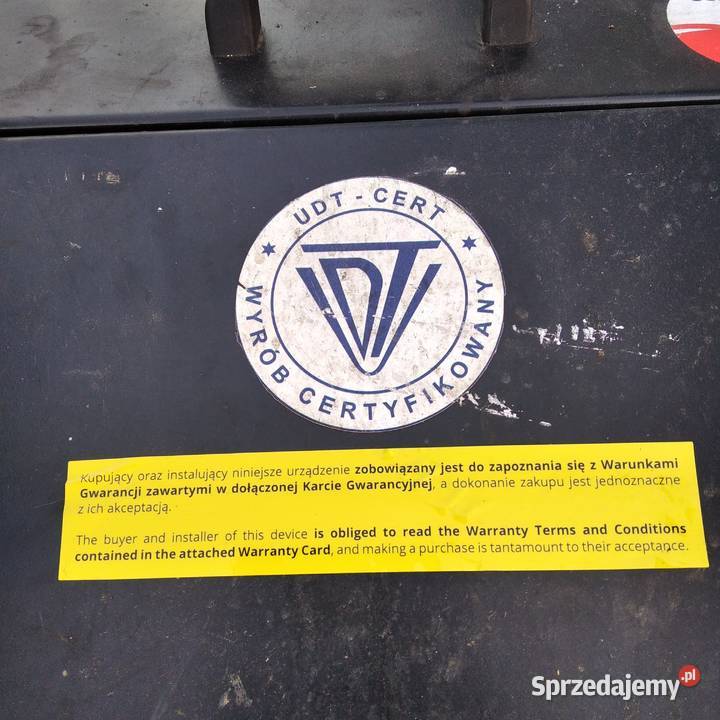 UDT - CERT
UDT
WYRÓB CERTYFIKOWANY
Kupujący oraz instalujący niniejsze urządzenie zobowiązany jest do zapoznania się z Warunkami
Gwarancji zawartymi w dołączonej Karcie Gwarancyjnej, a dokonanie zakupu jest jednoznaczne
z ich akceptacją.
The buyer and installer of this device is obliged to read the Warranty Terms and Conditions
contained in the attached Warranty Card, and making a purchase is tantamount to their acceptance.
Sprzedajemy.pl